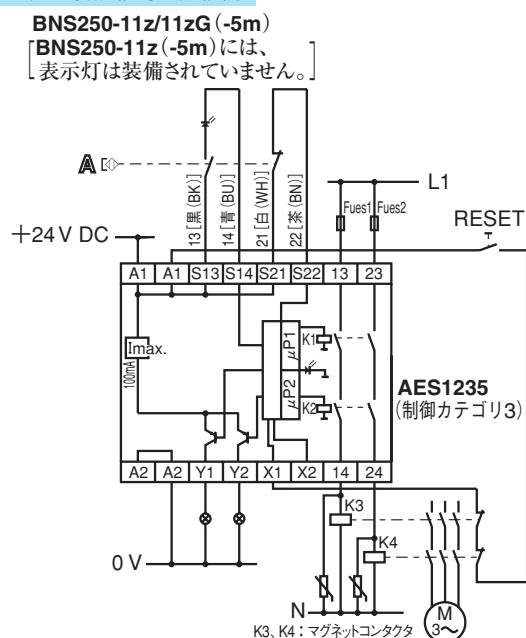 BNS250-11z/11zG(-5m)
[BNS250-11z(-5m)には、
表示灯は装備されていません。]
A
13[黒(BK)]
14[青(BU)]
21[白(WH)]
22[茶(BN)]
L1
Fues1
Fues2
RESET
+24V DC
A1 A1 S13 S14 S21 S22 13 23
Imax.
100mA
μP1
μP2
K1
K2
AES1235
(制御カテゴリ3)
A2 A2 Y1 Y2 X1 X2 14 24
K3
K4
0 V
N
M
3~
K3、K4:マグネットコンタクタ